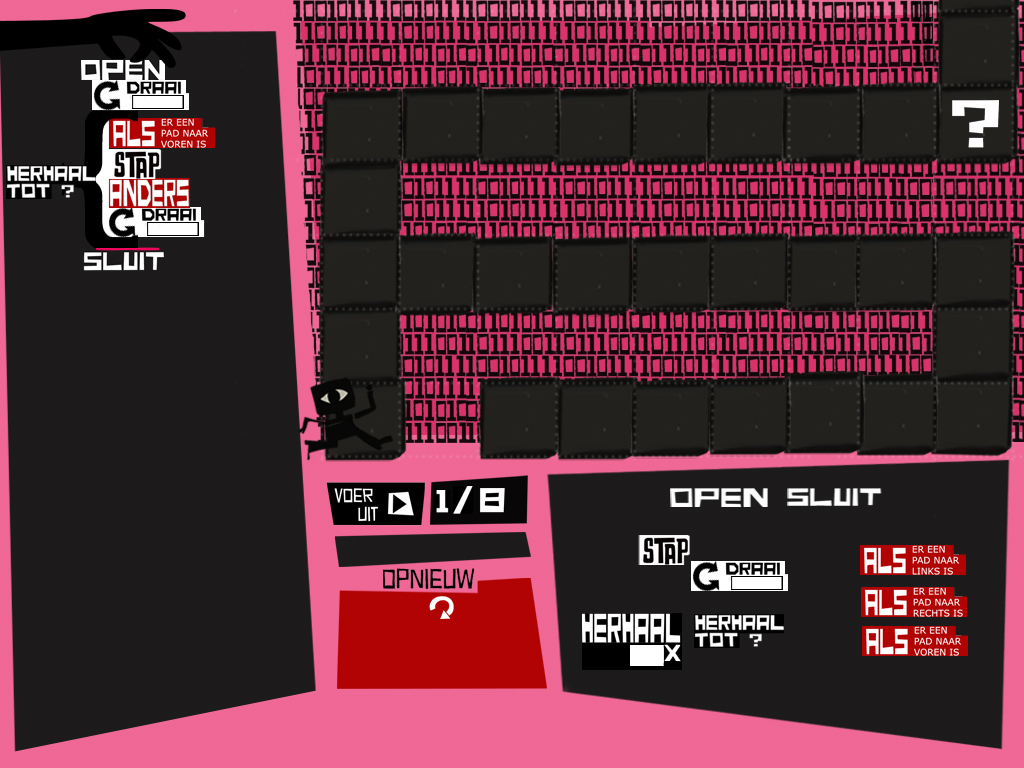 OPEN
DRAAI
ALS ER EEN
PAD NAAR
VOREN IS
STAP
HERHAAL
TOT ?
ANDERS
DRAAI
SLUIT
?
VOER
UIT
1/8
OPNIEUW
OPEN SLUIT
STAP
DRAAI
HERHAAL
X
HERHAAL
TOT ?
ALS ER EEN
PAD NAAR
LINKS IS
ALS ER EEN
PAD NAAR
RECHTS IS
ALS ER EEN
PAD NAAR
VOREN IS